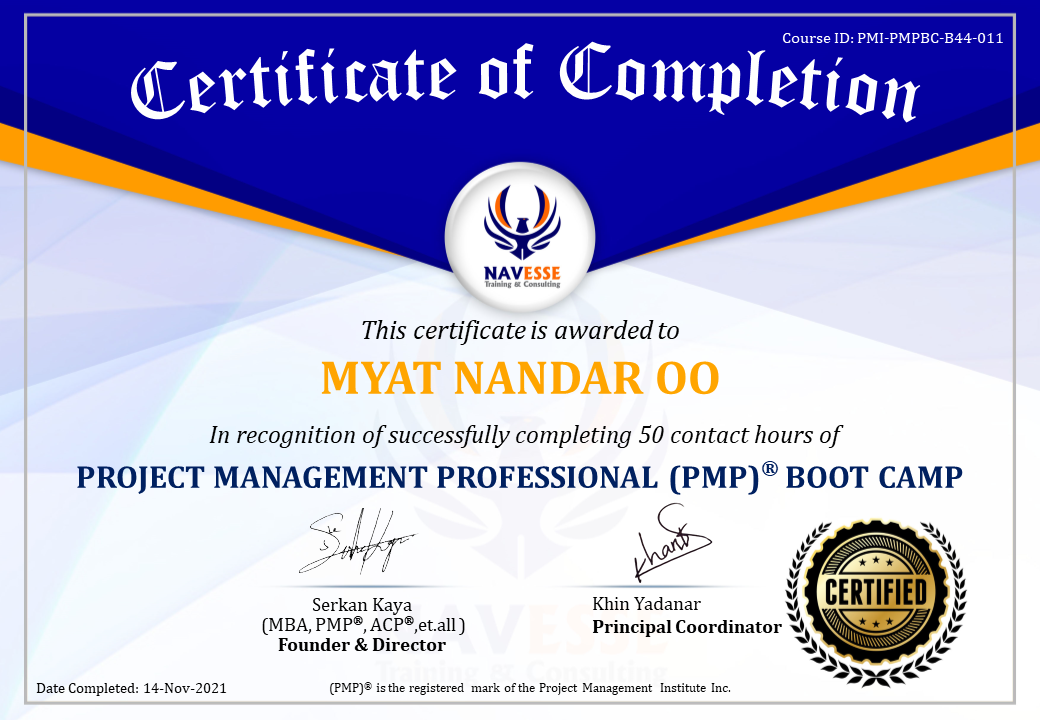 Course ID: PMI-PMPBC-B44-011
Certificate of Completion
NAVESSE
Training & Consulting
This certificate is awarded to
MYAT NANDAR OO
In recognition of successfully completing 50 contact hours of
PROJECT MANAGEMENT PROFESSIONAL (PMP)® BOOT CAMP
Serkan Kaya
(MBA, PMP®, ACP®,et.all )
Founder & Director
Khin Yadanar
Principal Coordinator
CERTIFIED
NAVESSE
Training & Consulting
Date Completed: 14-Nov-2021
(PMP)® is the registered mark of the Project Management Institute Inc.